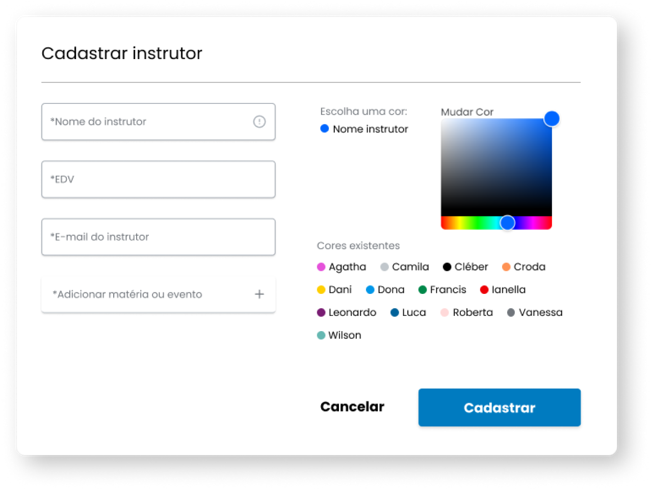 Cadastrar instrutor
*Nome do instrutor
*EDV
*E-mail do instrutor
*Adicionar matéria ou evento
Escolha uma cor:
Nome instrutor
Mudar Cor
Cores existentes
Agatha Camila Cléber Croda
Dani Dona Francis Ianella
Leonardo Luca Roberta Vanessa
Wilson
Cancelar Cadastrar